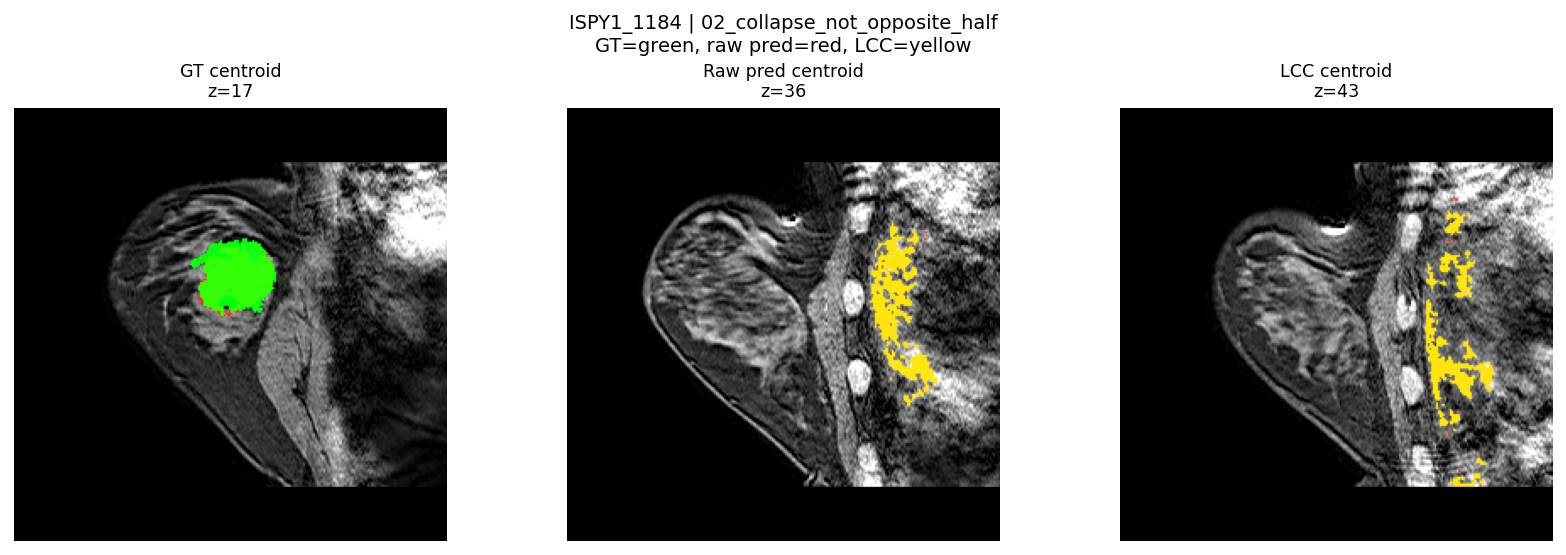 ISPY1_1184 | 02_collapse_not_opposite_half
GT=green, raw pred=red, LCC=yellow
GT centroid
z=17
Raw pred centroid
z=36
LCC centroid
z=43